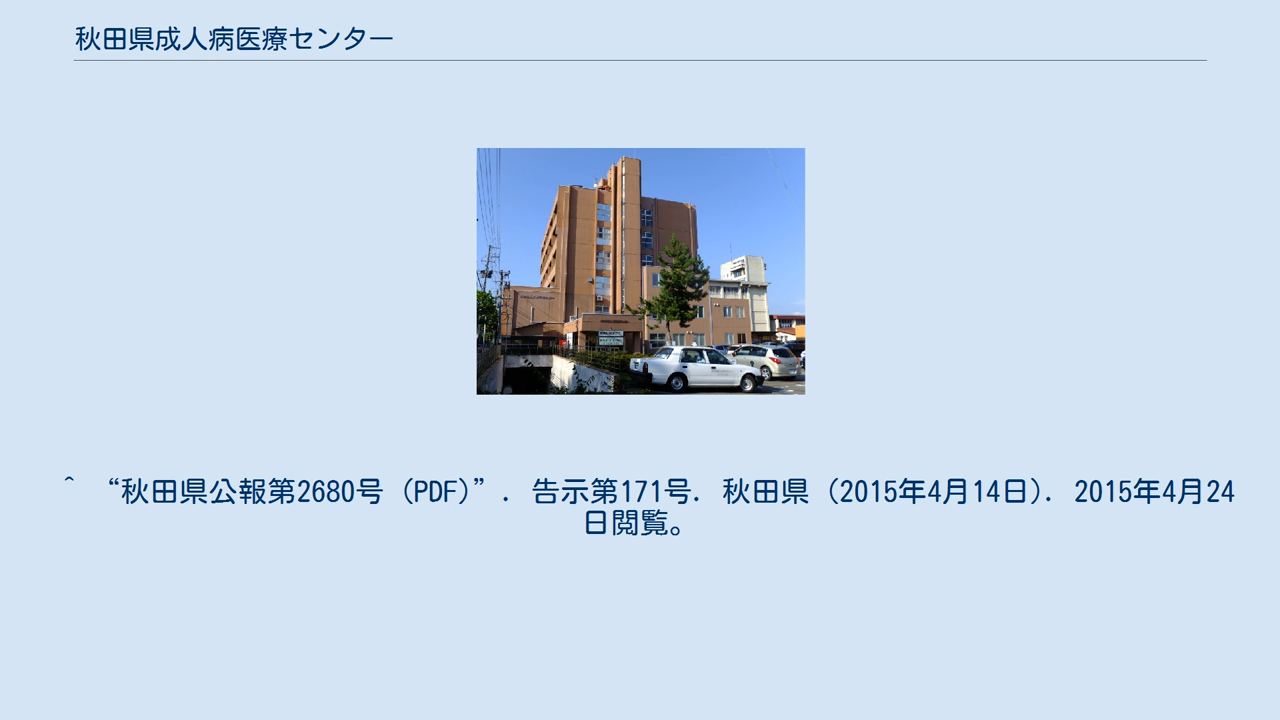 秋田県成人病医療センター
^ “秋田県公報第2680号 (PDF)”. 告示第171号. 秋田県 (2015年4月14日). 2015年4月24
日閲覧。